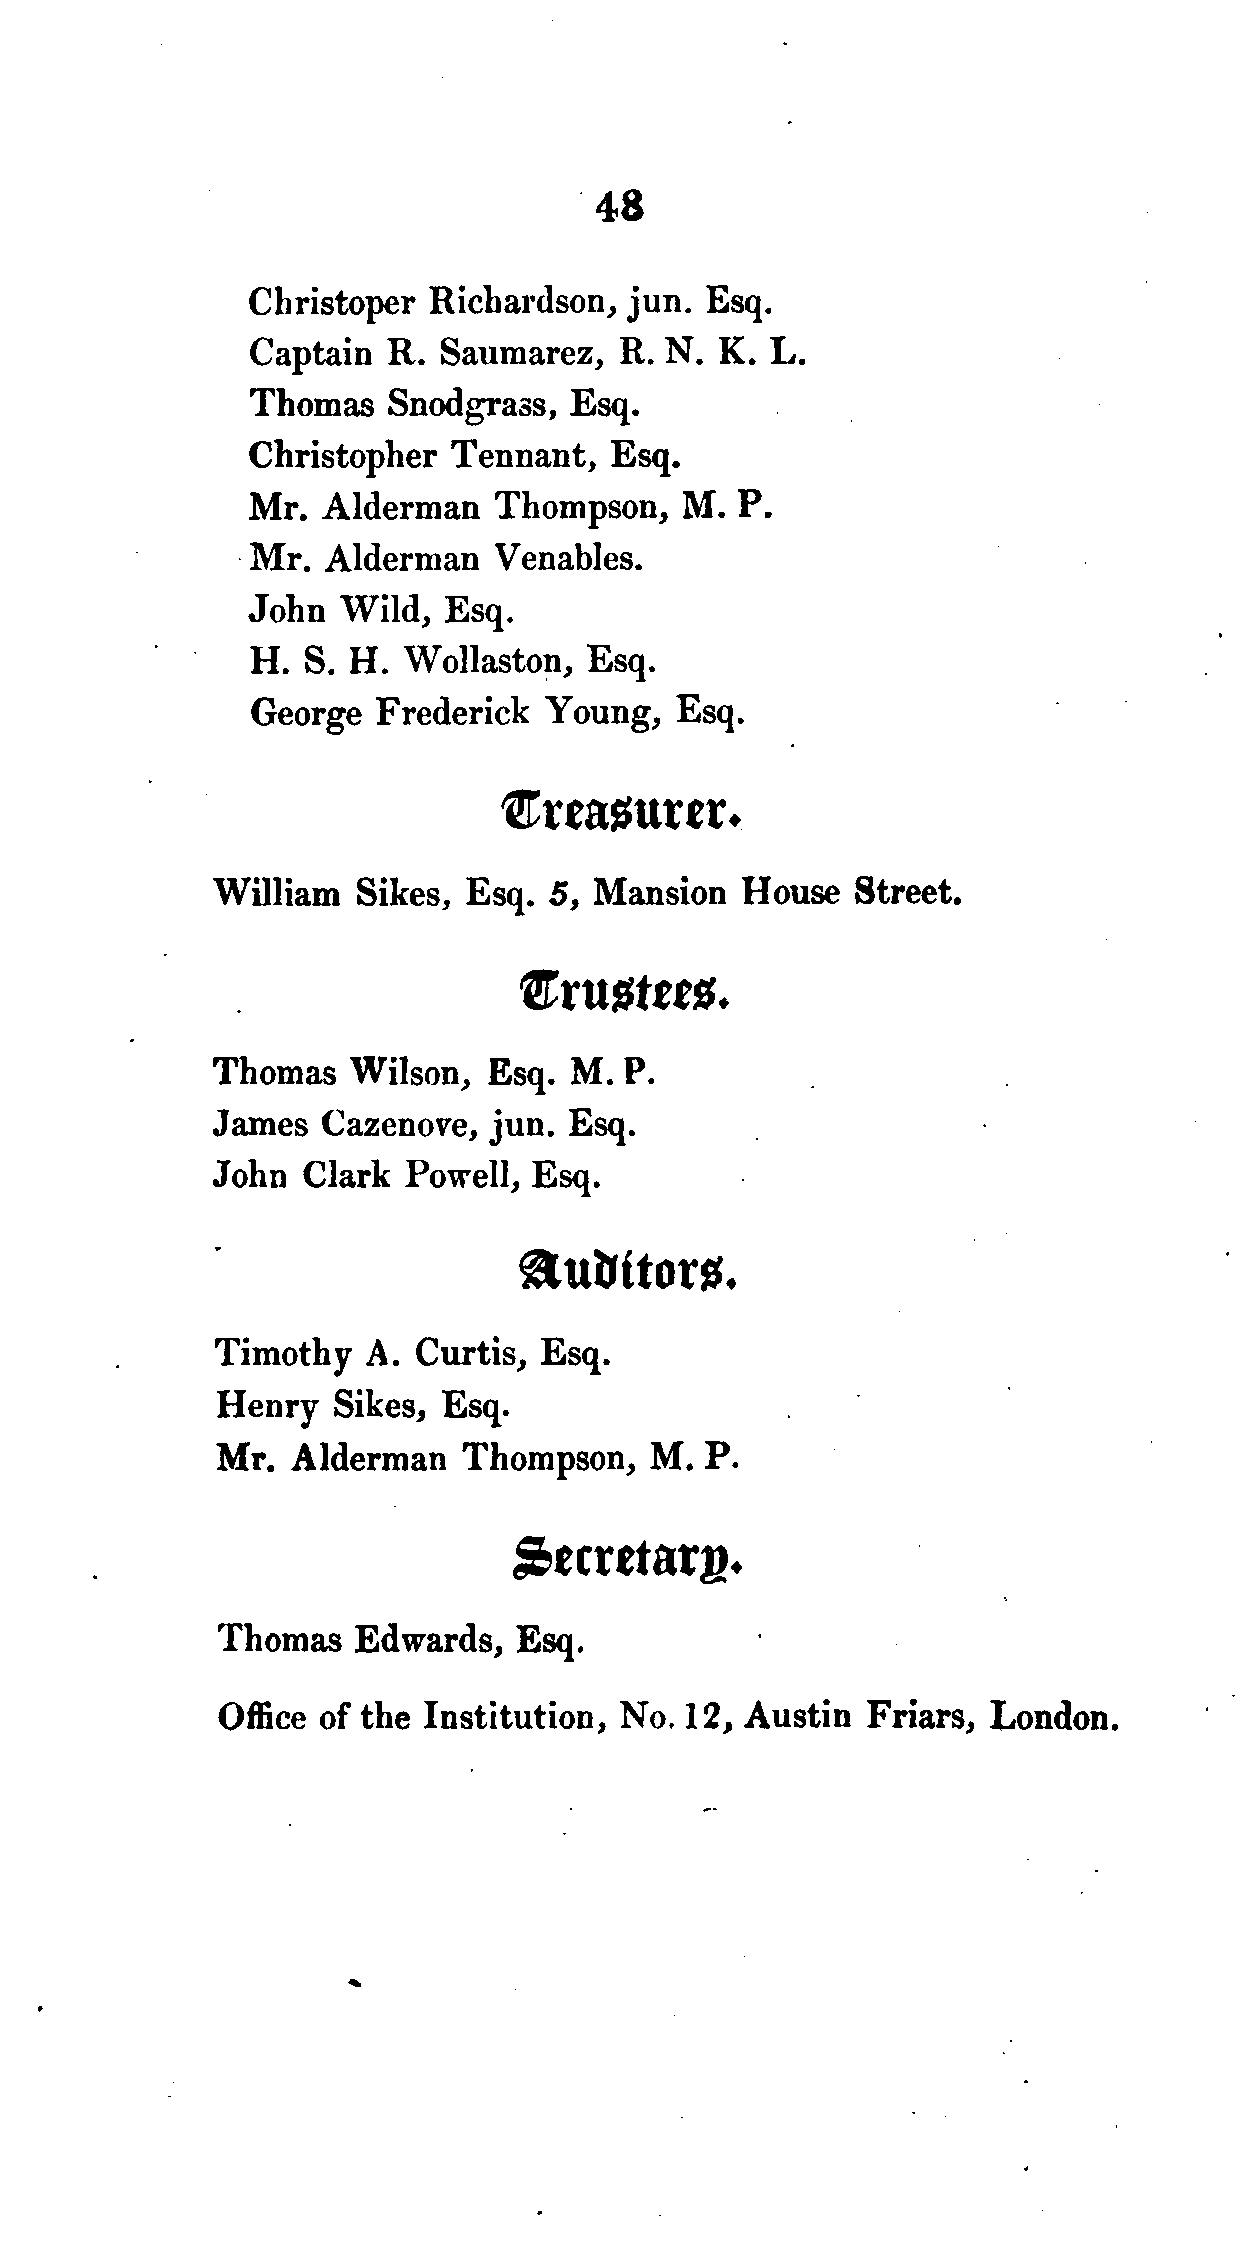 48
Christoper Richardson, jun. Esq.
Captain R. Saumarez, R. N. K. L.
Thomas Snodgrass, Esq.
Christopher Tennant, Esq.
Mr. Alderman Thompson, M. P.
Mr. Alderman Venables.
John Wild, Esq.
H. S. H. Wollaston, Esq.
George Frederick Young, Esq.
Treasurer.
William Sikes, Esq. 5, Mansion House Street.
Trustees.
Thomas Wilson, Esq. M. P.
James Cazenove, jun. Esq.
John Clark Powell, Esq.
Auditors.
Timothy A. Curtis, Esq.
Henry Sikes, Esq.
Mr. Alderman Thompson, M. P.
Secretary.
Thomas Edwards, Esq.
Office of the Institution, No. 12, Austin Friars, London.